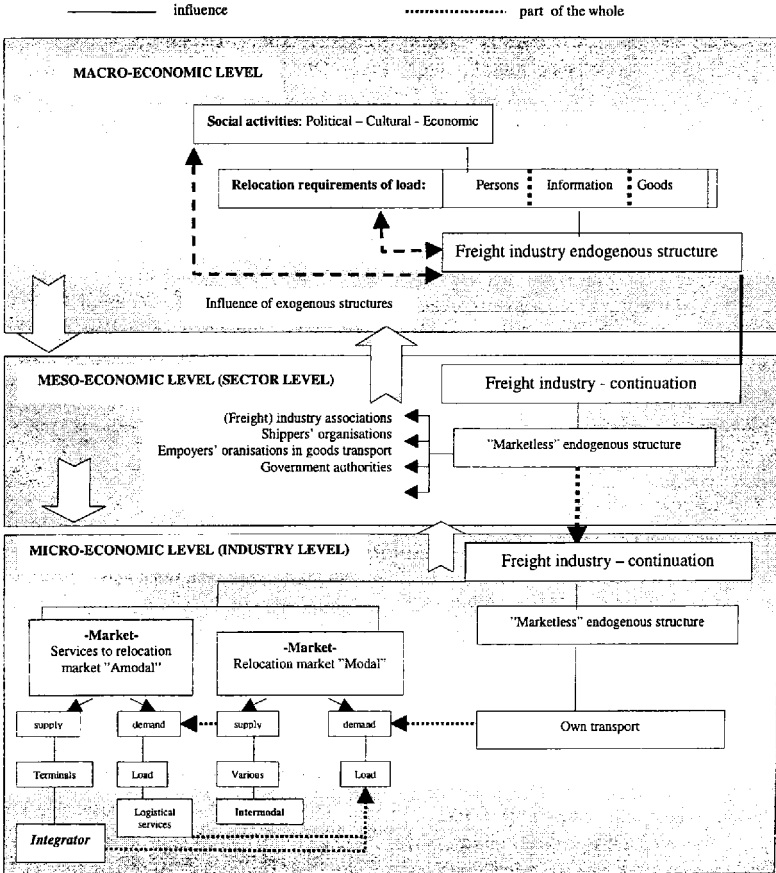 influence
part of the whole
MACRO-ECONOMIC LEVEL
Social activities: Political – Cultural - Economic
Relocation requirements of load: Persons Information Goods
Freight industry endogenous structure
Influence of exogenous structures
MESO-ECONOMIC LEVEL (SECTOR LEVEL)
Freight industry - continuation
(Freight) industry associations
Shippers' organisations
Empoyers' oranisations in goods transport
Government authorities
"Marketless" endogenous structure
MICRO-ECONOMIC LEVEL (INDUSTRY LEVEL)
Freight industry – continuation
-Market-
Services to relocation
market "Amodal"
-Market-
Relocation market "Modal"
"Marketless" endogenous structure
supply
demand
supply
demand
Own transport
Terminals
Load
Various
Load
Logistical
services
Intermodal
Integrator